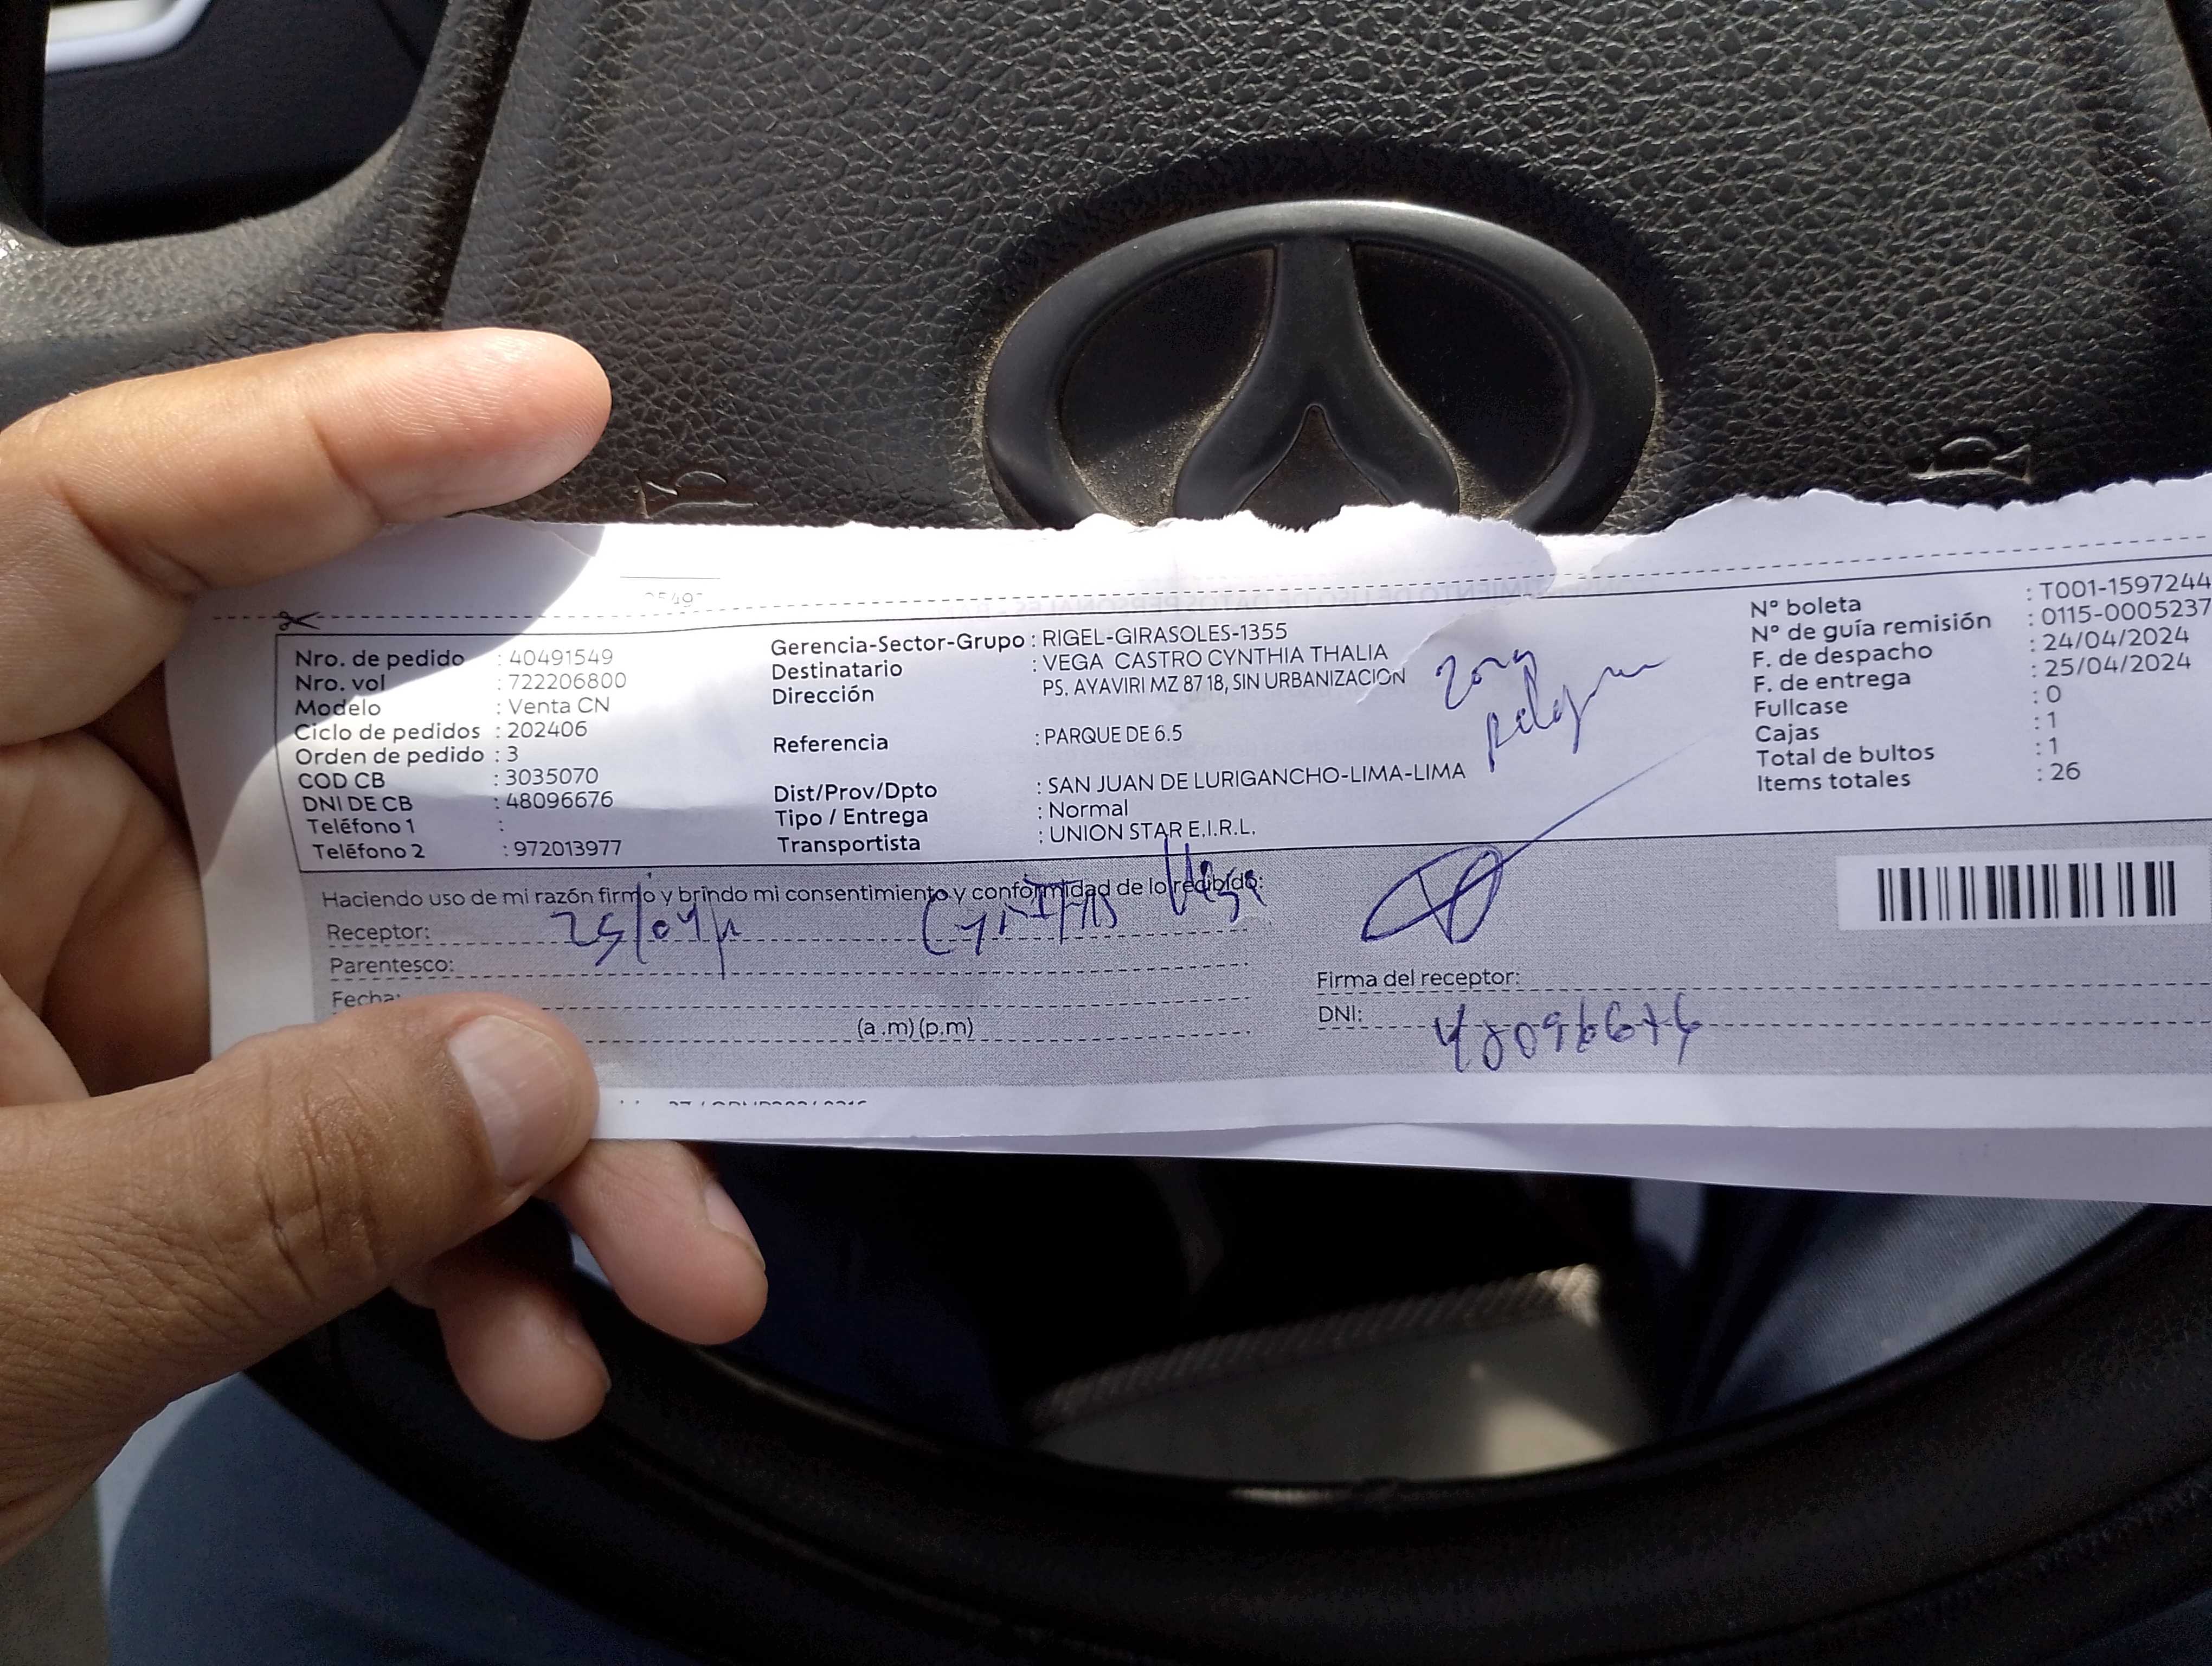 Nro. de pedido : 40491549
Nro. vol : 722206800
Modelo : Venta CN
Ciclo de pedidos : 202406
Orden de pedido : 3
COD CB : 3035070
DNI DE CB : 48096676
Teléfono 1 :
Teléfono 2 : 972013977
Gerencia-Sector-Grupo : RIGEL-GIRASOLES-1355
Destinatario : VEGA CASTRO CYNTHIA THALIA
Dirección PS. AYAVIRI MZ 87 18, SIN URBANIZACION
Referencia : PARQUE DE 6.5
Dist/Prov/Dpto : SAN JUAN DE LURIGANCHO-LIMA-LIMA
Tipo / Entrega : Normal
Transportista : UNION STAR E.I.R.L.
Zona
N° boleta : T001-1597244
N° de guía remisión : 0115-0005237
F. de despacho : 24/04/2024
F. de entrega : 25/04/2024
Fullcase : 0
Cajas : 1
Total de bultos : 1
Items totales : 26
Haciendo uso de mi razón firmo y brindo mi consentimiento y conformidad de lo recibido:
Receptor: 25/04/ Vega
Parentesco:
Fecha:
(a.m) (p.m)
Firma del receptor:
DNI: 48096676